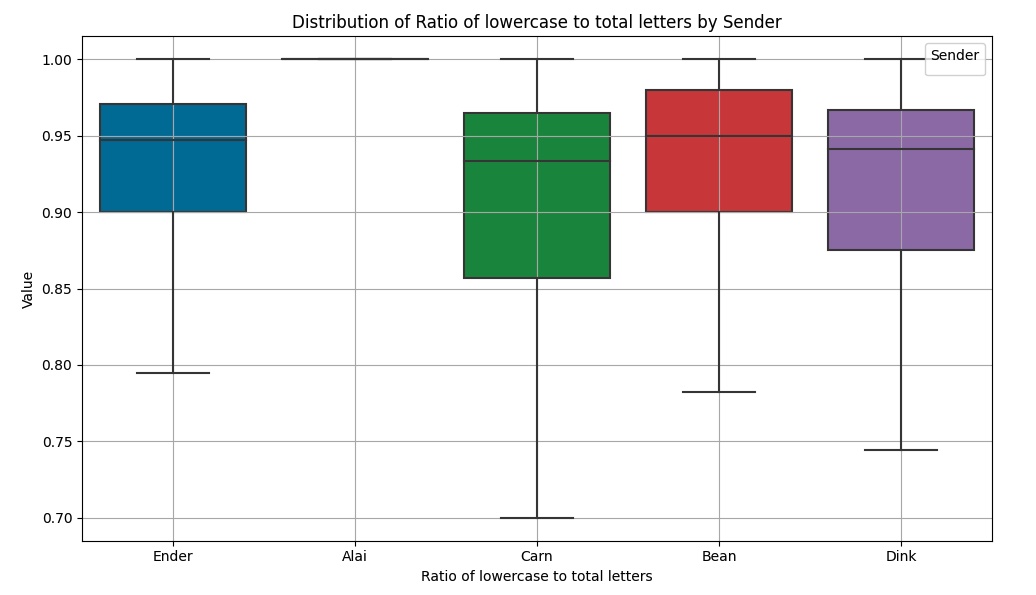 Distribution of Ratio of lowercase to total letters by Sender
Sender
1.00
0.95
0.90
0.85
0.80
0.75
0.70
Value
Ender
Alai
Carn
Bean
Dink
Ratio of lowercase to total letters